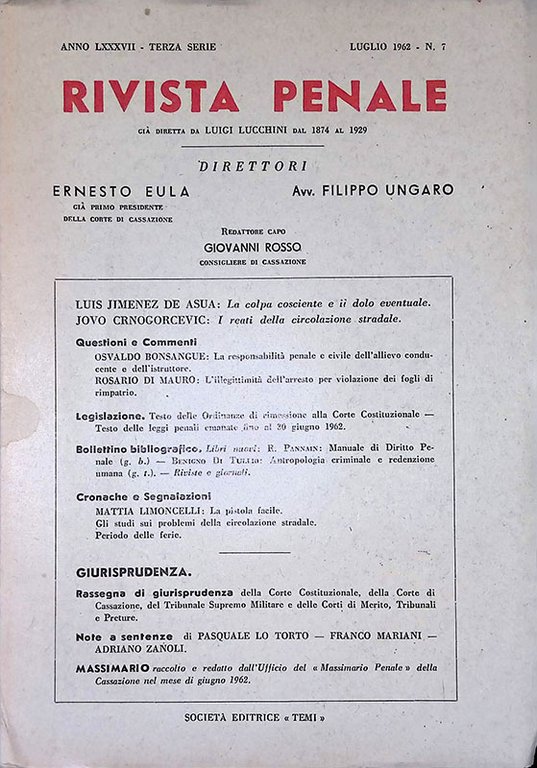 ANNO LXXXVII - TERZA SERIE LUGLIO 1962 - N. 7
RIVISTA PENALE
GIÀ DIRETTA DA LUIGI LUCCHINI DAL 1874 AL 1929
DIRETTORI
ERNESTO EULA Avv. FILIPPO UNGARO
GIÀ PRIMO PRESIDENTE
DELLA CORTE DI CASSAZIONE
REDATTORE CAPO
GIOVANNI ROSSO
CONSIGLIERE DI CASSAZIONE
LUIS JIMENEZ DE ASUA: La colpa cosciente e il dolo eventuale.
JOVO CRNOGORCEVIC: I reati della circolazione stradale.
Questioni e Commenti
OSVALDO BONSANGUE: La responsabilità penale e civile dell'allievo condu-
cente e dell'istruttore.
ROSARIO DI MAURO: L'illegittimità dell'arresto per violazione dei fogli di
rimpatrio.
Legislazione. Testo delle Ordinanze di rimessione alla Corte Costituzionale —
Testo delle leggi penali emanate fino al 30 giugno 1962.
Bollettino bibliografico. Libri nuovi: R. PANNAIN: Manuale di Diritto Pe-
nale (g. b.) — BENIGNO DI TULLIO: Antropologia criminale e redenzione
umana (g. t.). — Riviste e giornali.
Cronache e Segnalazioni
MATTIA LIMONCELLI: La pistola facile.
Gli studi sui problemi della circolazione stradale.
Periodo delle ferie.
GIURISPRUDENZA.
Rassegna di giurisprudenza della Corte Costituzionale, della Corte di
Cassazione, del Tribunale Supremo Militare e delle Corti di Merito, Tribunali
e Preture.
Note a sentenze di PASQUALE LO TORTO — FRANCO MARIANI —
ADRIANO ZANOLI.
MASSIMARIO raccolto e redatto dall'Ufficio del « Massimario Penale » della
Cassazione nel mese di giugno 1962.
SOCIETÀ EDITRICE « TEMI »